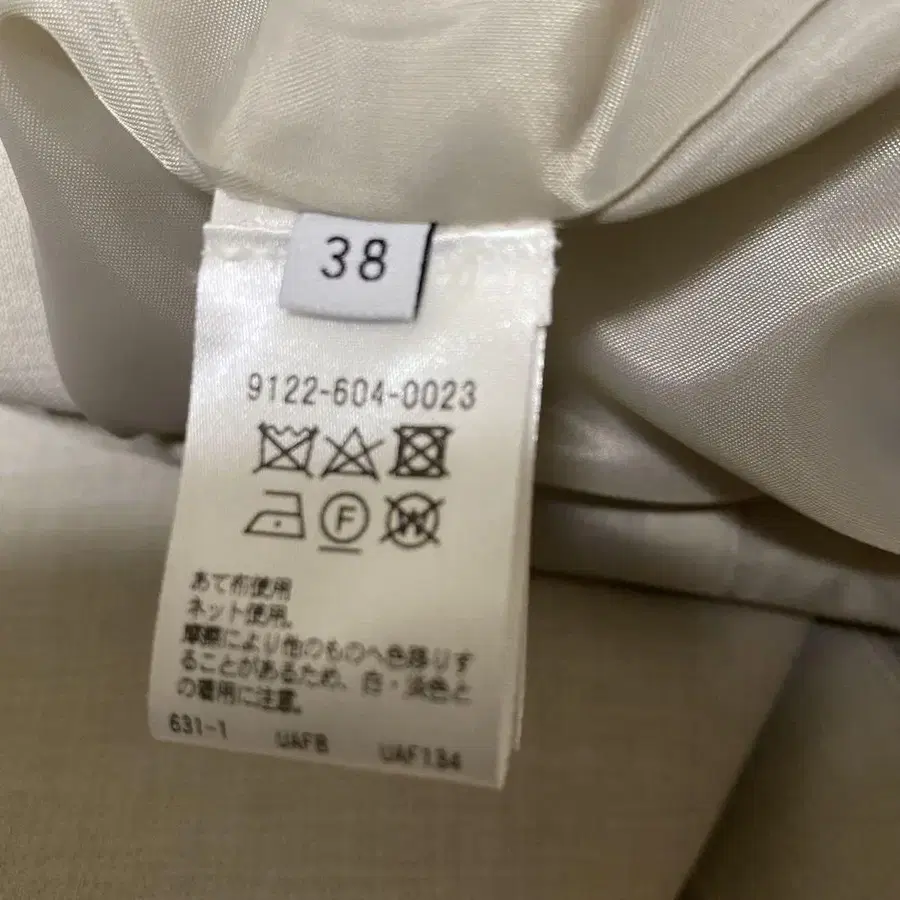 38
9122-604-0023
F
W
あて布使用
ネット使用。
摩擦により他のものへ色移りす
ることがあるため、白・淡色と
の着用に注意。
631-1 UAFB UAF134